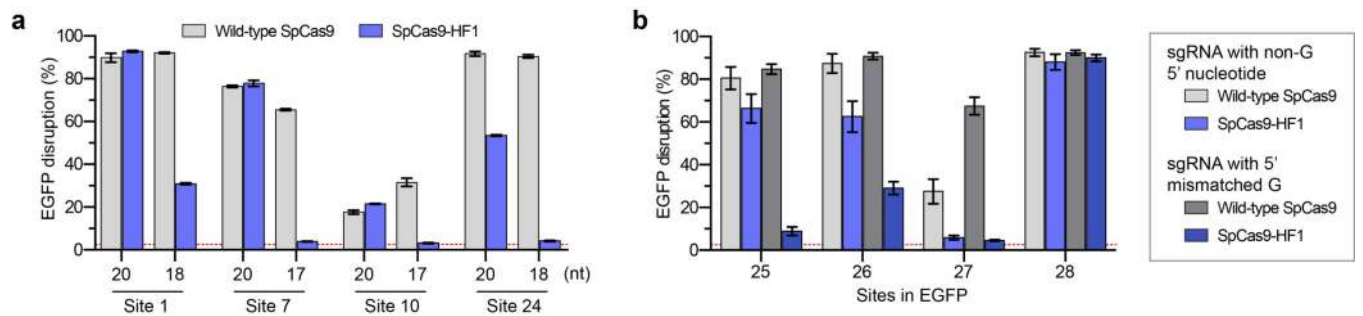 a
Wild-type SpCas9 SpCas9-HF1
EGFP disruption (%)
100
80
60
40
20
0
20 18 20 17 20 17 20 18 (nt)
Site 1 Site 7 Site 10 Site 24
b
EGFP disruption (%)
100
80
60
40
20
0
25 26 27 28
Sites in EGFP
sgRNA with non-G
5' nucleotide
Wild-type SpCas9
SpCas9-HF1
sgRNA with 5'
mismatched G
Wild-type SpCas9
SpCas9-HF1